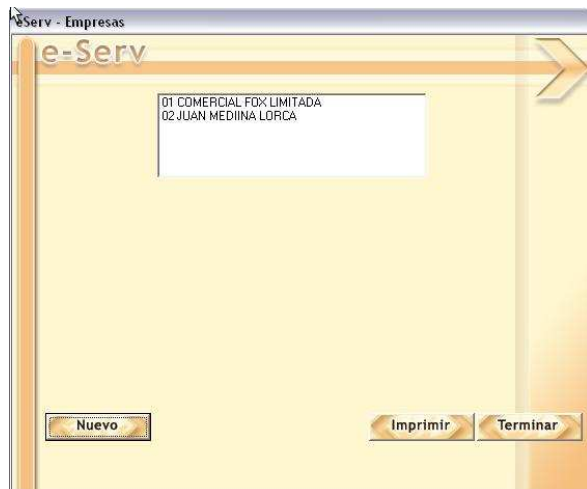 eServ - Empresas
e-Serv
01 COMERCIAL FOX LIMITADA
02 JUAN MEDIINA LORCA
Nuevo
Imprimir
Terminar